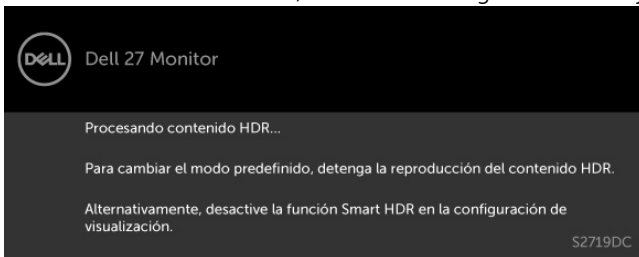 DELL
Dell 27 Monitor
Procesando contenido HDR...
Para cambiar el modo predefinido, detenga la reproducción del contenido HDR.
Alternativamente, desactive la función Smart HDR en la configuración de
visualización.
S2719DC